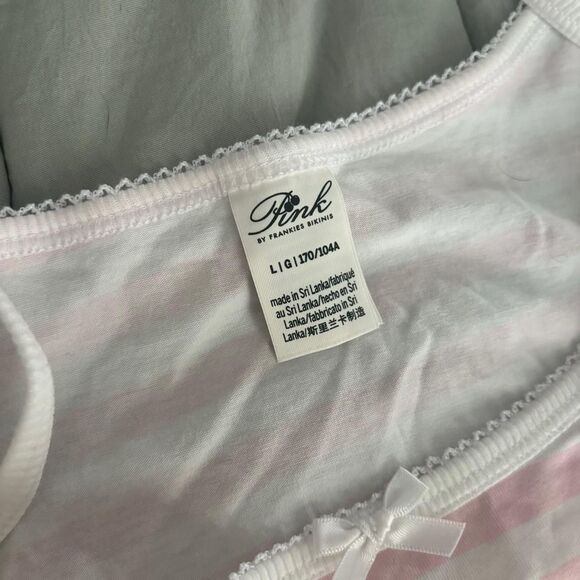 Pink
BY FRANKIES BIKINIS
L|G|170/104A
made in Sri Lanka/fabriqué
au Sri Lanka/hecho en Sri
Lanka/fabbricato in Sri
Lanka/斯里兰卡制造